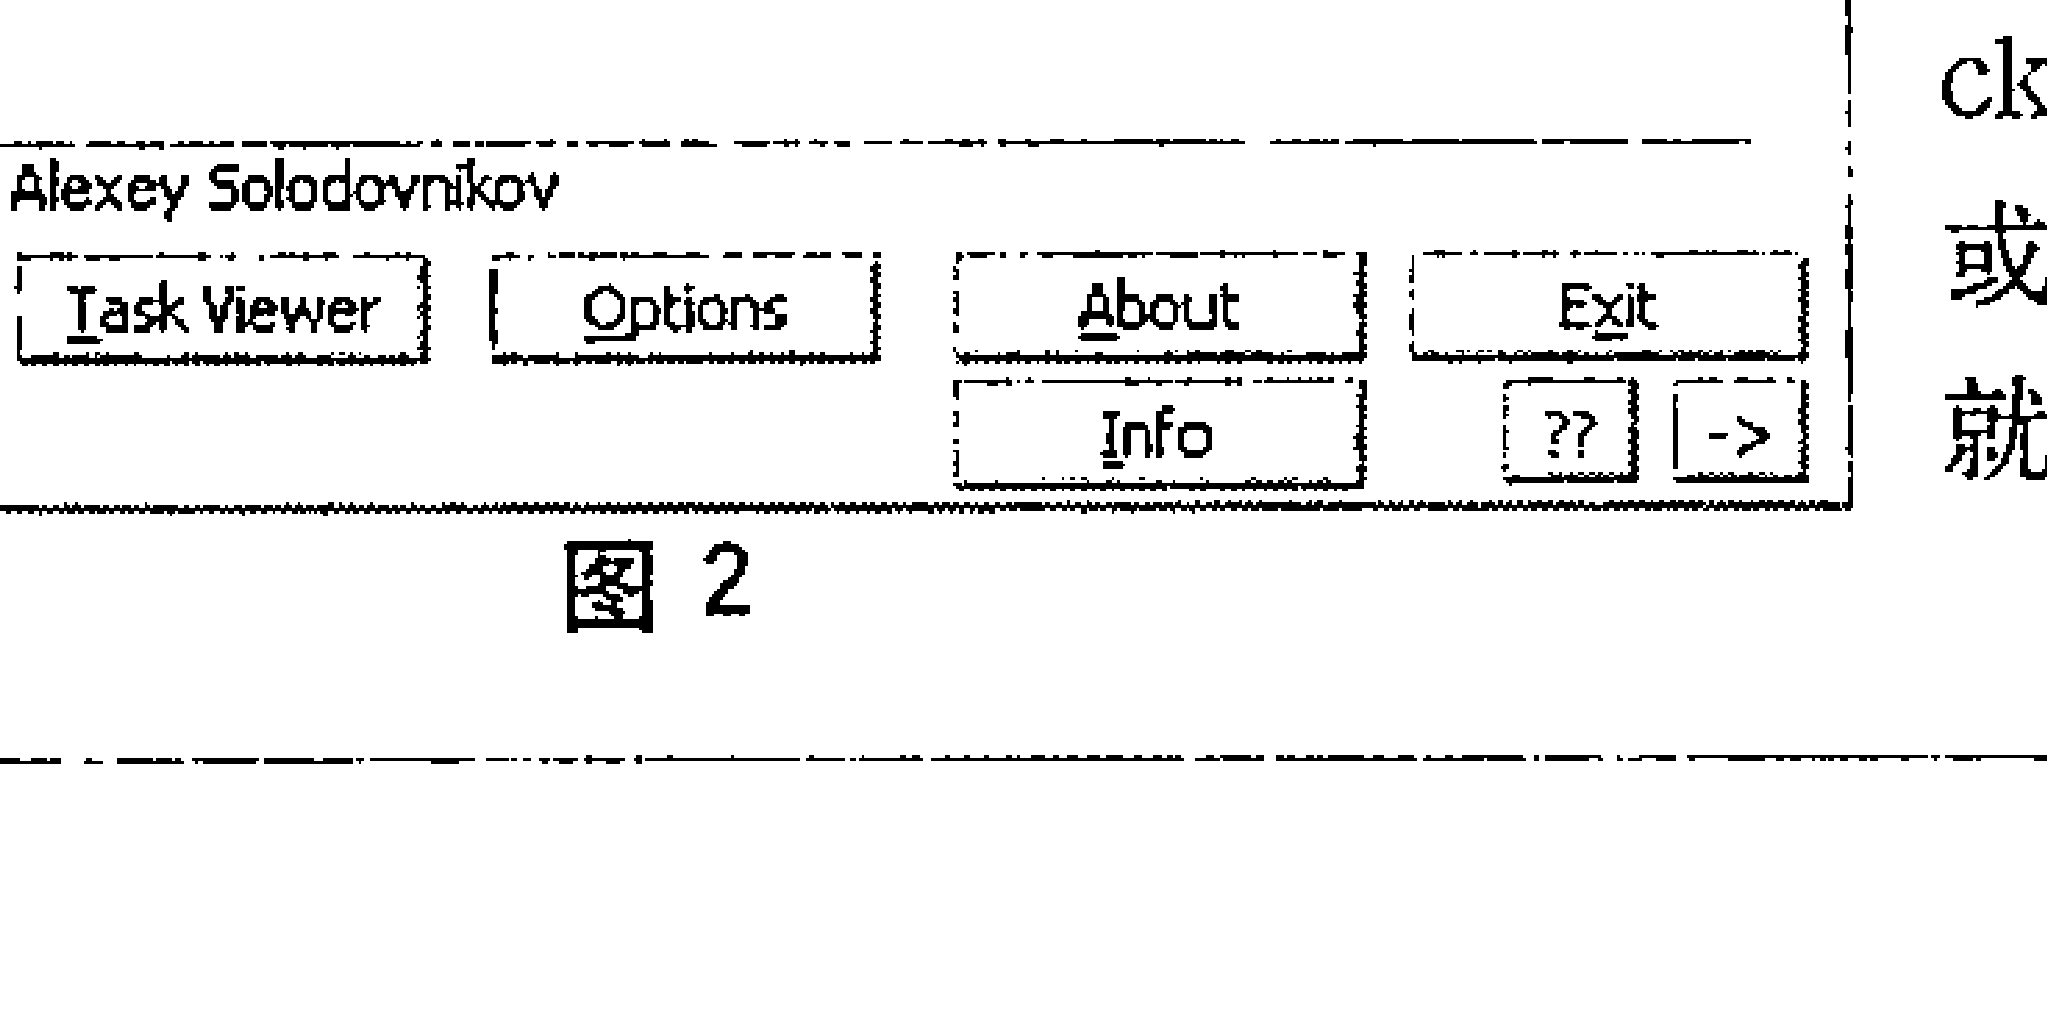 Alexey Solodovnikov
Task Viewer Options About Exit
Info ?? ->
图 2
ck
或
就